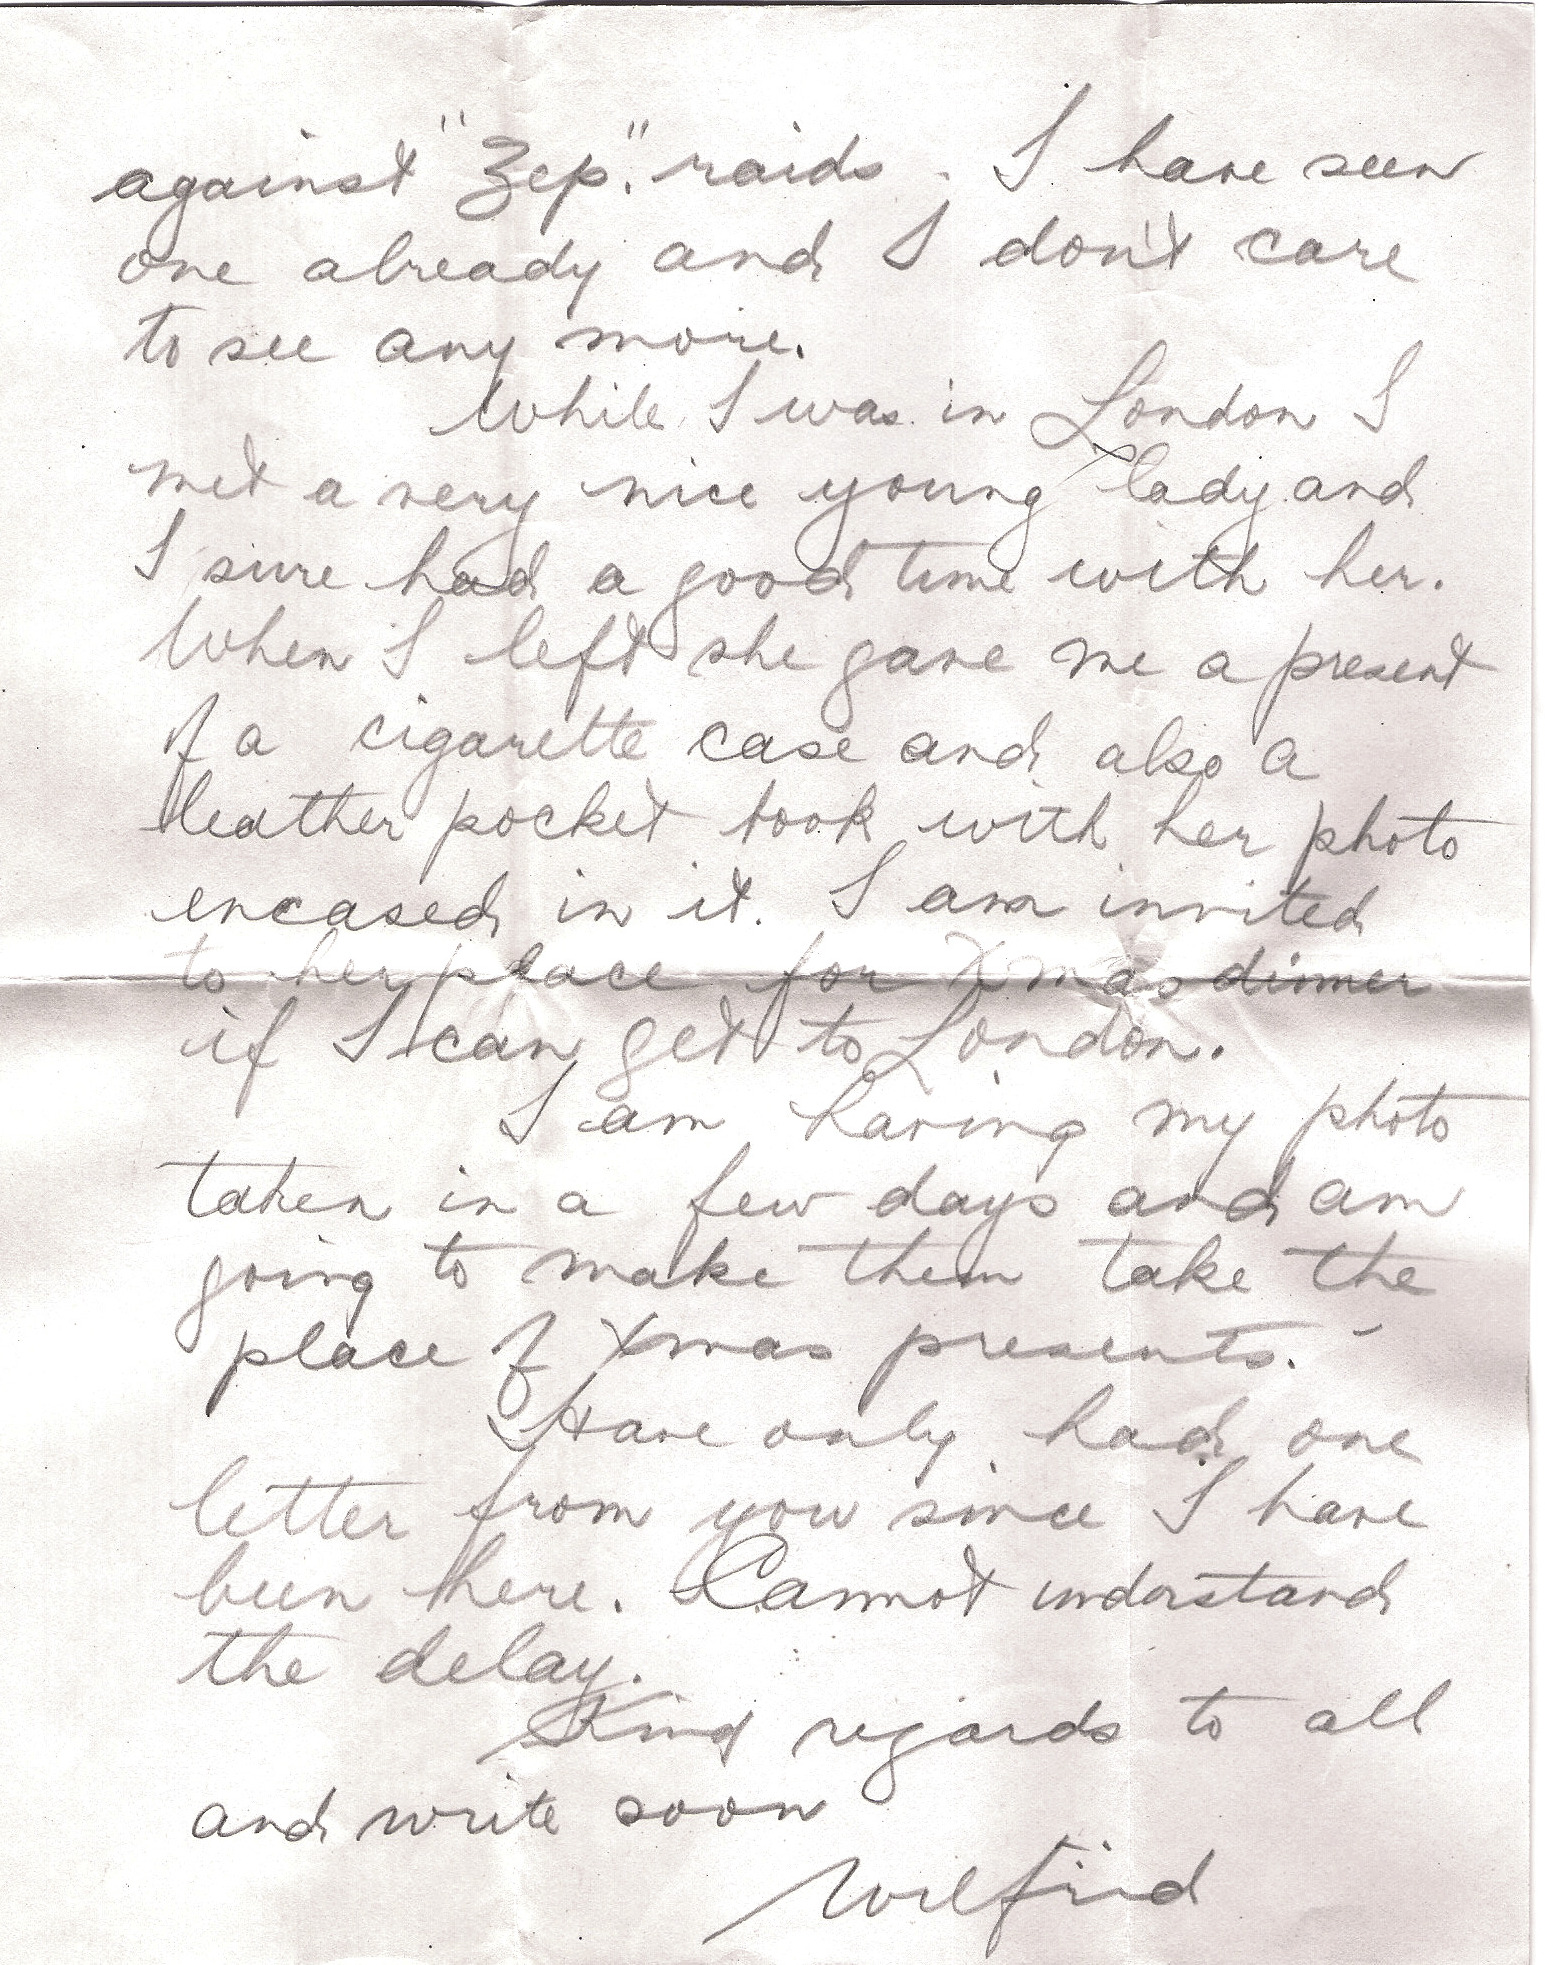 against "Zep." raids. I have seen
one already and I don't care
to see any more.
While I was in London I
met a very nice young lady and
I sure had a good time with her.
When I left she gave me a present
of a cigarette case and also a
leather pocket book with her photo
encased in it. I am invited
to her place for Xmas dinner
if I can get to London.
I am having my photo
taken in a few days and am
going to make them take the
place of Xmas presents.
Have only had one
letter from you since I have
been here. Cannot understand
the delay.
Kind regards to all
and write soon
Wilfrid